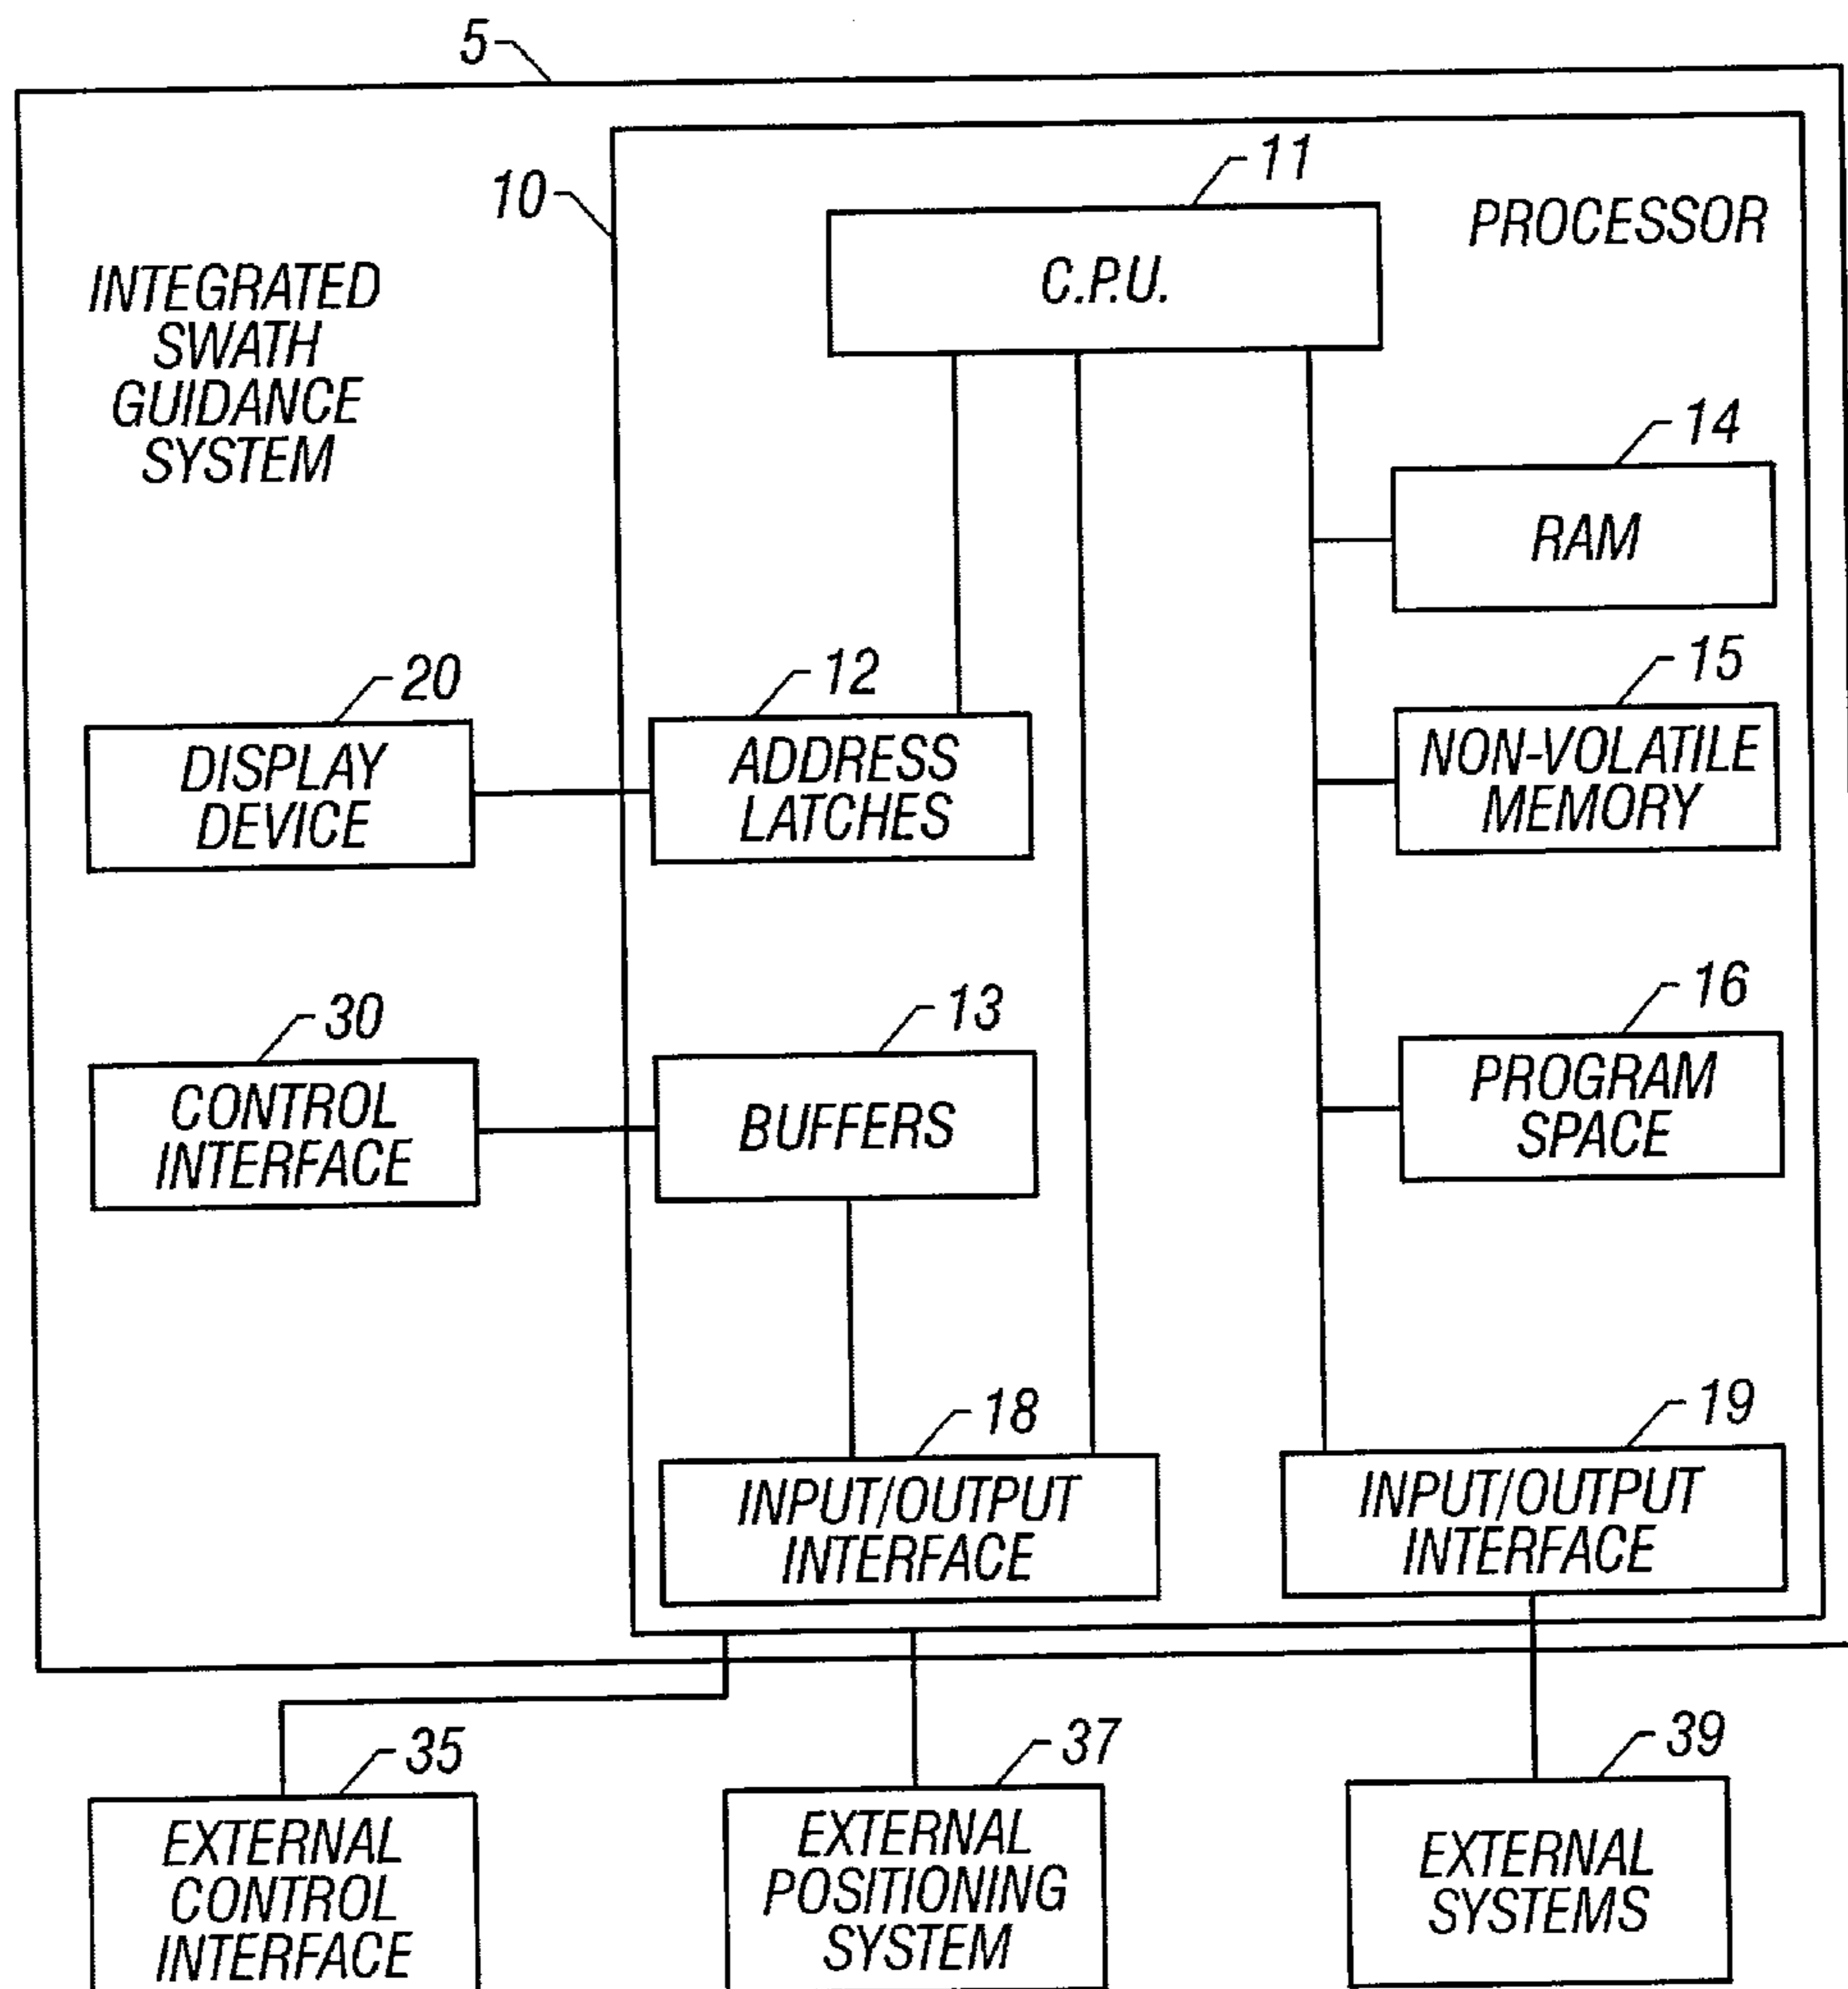 5
10
11
PROCESSOR
C.P.U.
INTEGRATED
SWATH
GUIDANCE
SYSTEM
14
RAM
20
DISPLAY
DEVICE
12
ADDRESS
LATCHES
15
NON-VOLATILE
MEMORY
30
CONTROL
INTERFACE
13
BUFFERS
16
PROGRAM
SPACE
18
INPUT/OUTPUT
INTERFACE
19
INPUT/OUTPUT
INTERFACE
35
EXTERNAL
CONTROL
INTERFACE
37
EXTERNAL
POSITIONING
SYSTEM
39
EXTERNAL
SYSTEMS